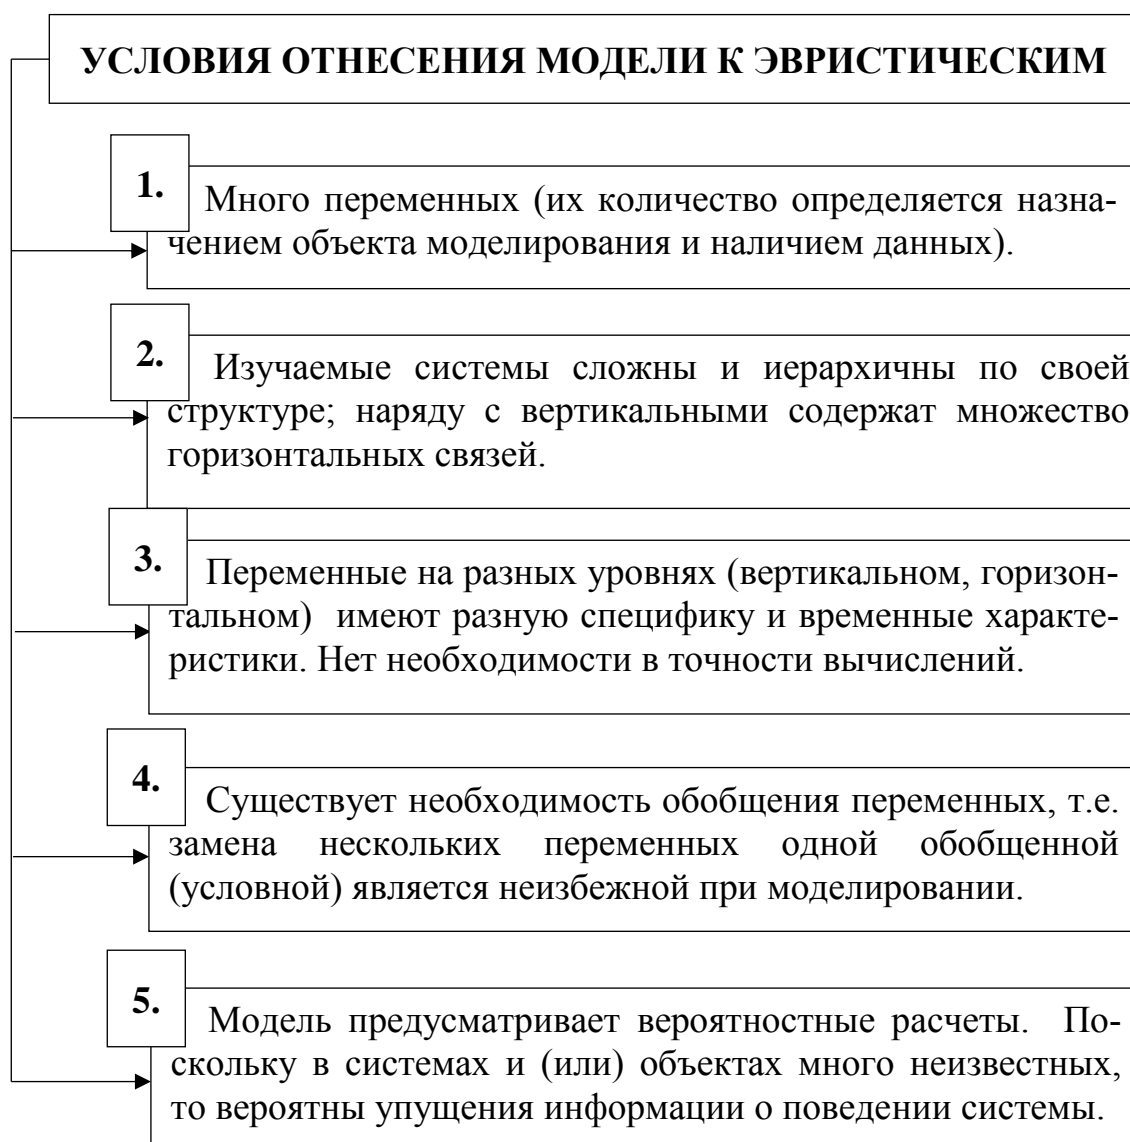 УСЛОВИЯ ОТНЕСЕНИЯ МОДЕЛИ К ЭВРИСТИЧЕСКИМ
1.
Много переменных (их количество определяется назна-
чением объекта моделирования и наличием данных).
2.
Изучаемые системы сложны и иерархичны по своей
структуре; наряду с вертикальными содержат множество
горизонтальных связей.
3.
Переменные на разных уровнях (вертикальном, горизон-
тальном) имеют разную специфику и временные характе-
ристики. Нет необходимости в точности вычислений.
4.
Существует необходимость обобщения переменных, т.е.
замена нескольких переменных одной обобщенной
(условной) является неизбежной при моделировании.
5.
Модель предусматривает вероятностные расчеты. По-
скольку в системах и (или) объектах много неизвестных,
то вероятны упущения информации о поведении системы.